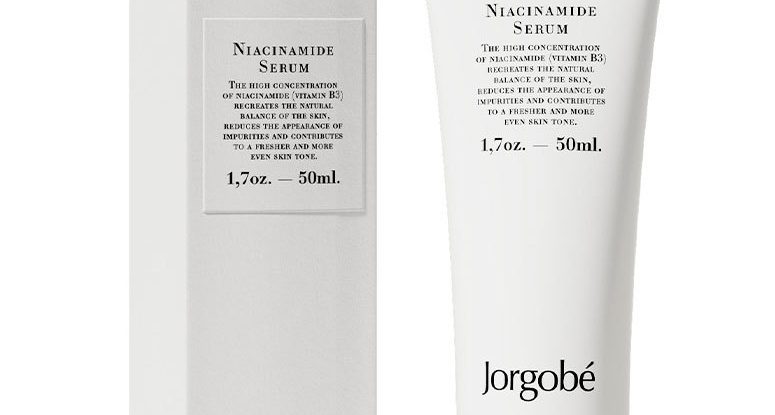 Niacinamide
Serum
The high concentration
of niacinamide (vitamin B3)
recreates the natural
balance of the skin,
reduces the appearance of
impurities and contributes
to a fresher and more
even skin tone.
1,7oz. — 50ml.
Niacinamide
Serum
The high concentration
of niacinamide (vitamin B3)
recreates the natural
balance of the skin,
reduces the appearance of
impurities and contributes
to a fresher and more
even skin tone.
1,7oz. — 50ml.
Jorgobé